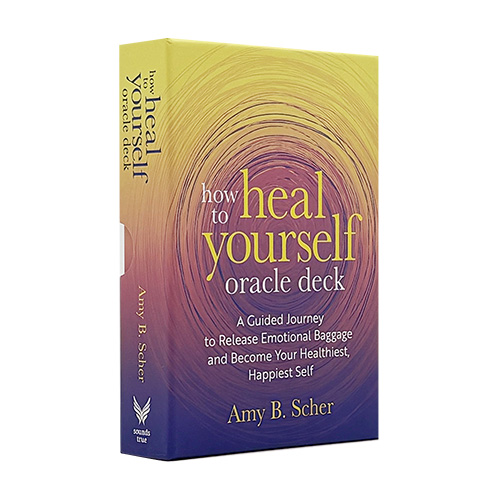 how to heal
yourself
oracle deck
Amy B. Scher
sounds
true
how
to heal
yourself
oracle deck
A Guided Journey
to Release Emotional Baggage
and Become Your Healthiest,
Happiest Self
Amy B. Scher